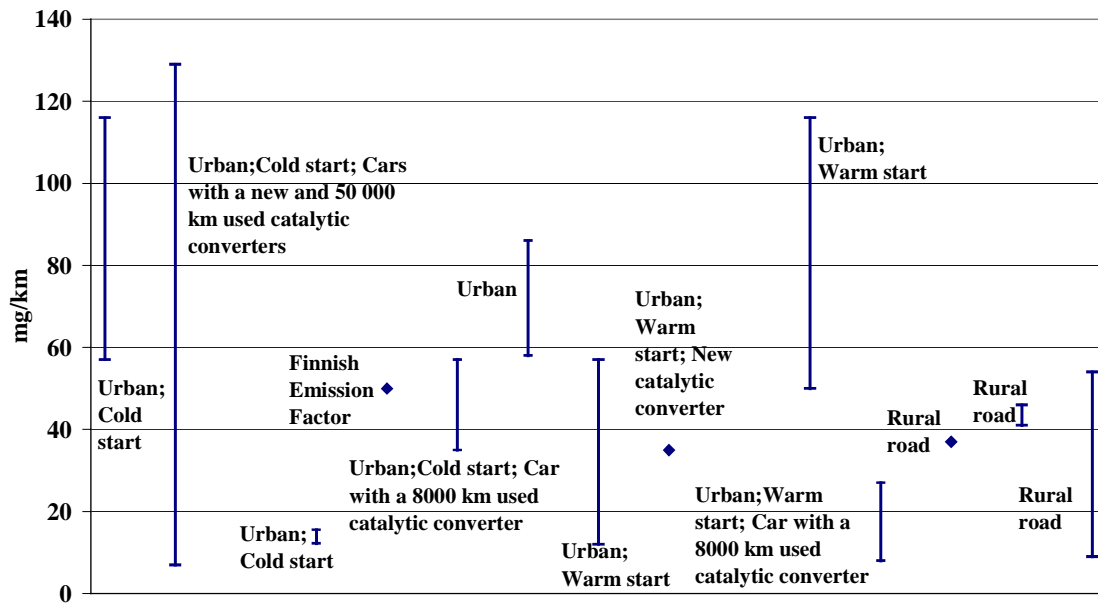 140
120
100
80
60
40
20
0
mg/km
Urban;
Cold
start
Urban;Cold start; Cars
with a new and 50 000
km used catalytic
converters
Urban;
Cold start
Finnish
Emission
Factor
Urban;Cold start; Car
with a 8000 km used
catalytic converter
Urban
Urban;
Warm start
Urban;
Warm
start; New
catalytic
converter
Urban;
Warm start
Urban;Warm
start; Car with a
8000 km used
catalytic converter
Rural
road
Rural
road
Rural
road